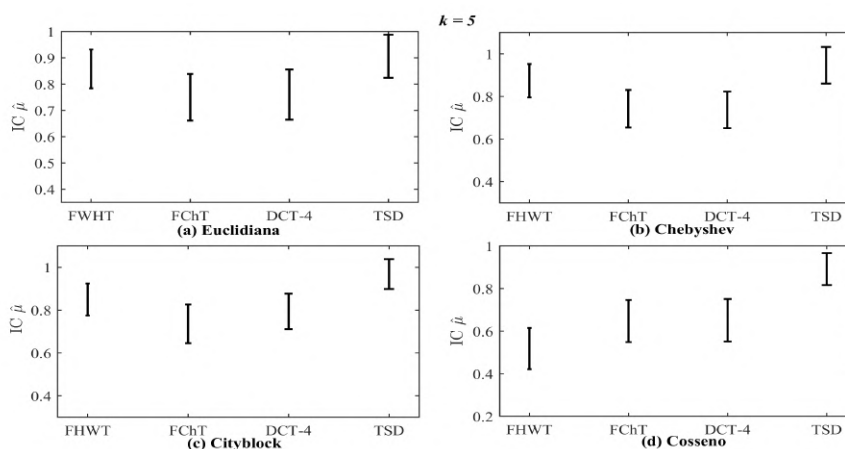 k = 5
IC μ̂
1
0.9
0.8
0.7
0.6
0.5
0.4
FWHT FChT DCT-4 TSD
(a) Euclidiana
IC μ̂
1
0.8
0.6
0.4
FHWT FChT DCT-4 TSD
(b) Chebyshev
IC μ̂
1
0.8
0.6
0.4
FHWT FChT DCT-4 TSD
(c) Cityblock
IC μ̂
1
0.8
0.6
0.4
0.2
FHWT FChT DCT-4 TSD
(d) Cosseno